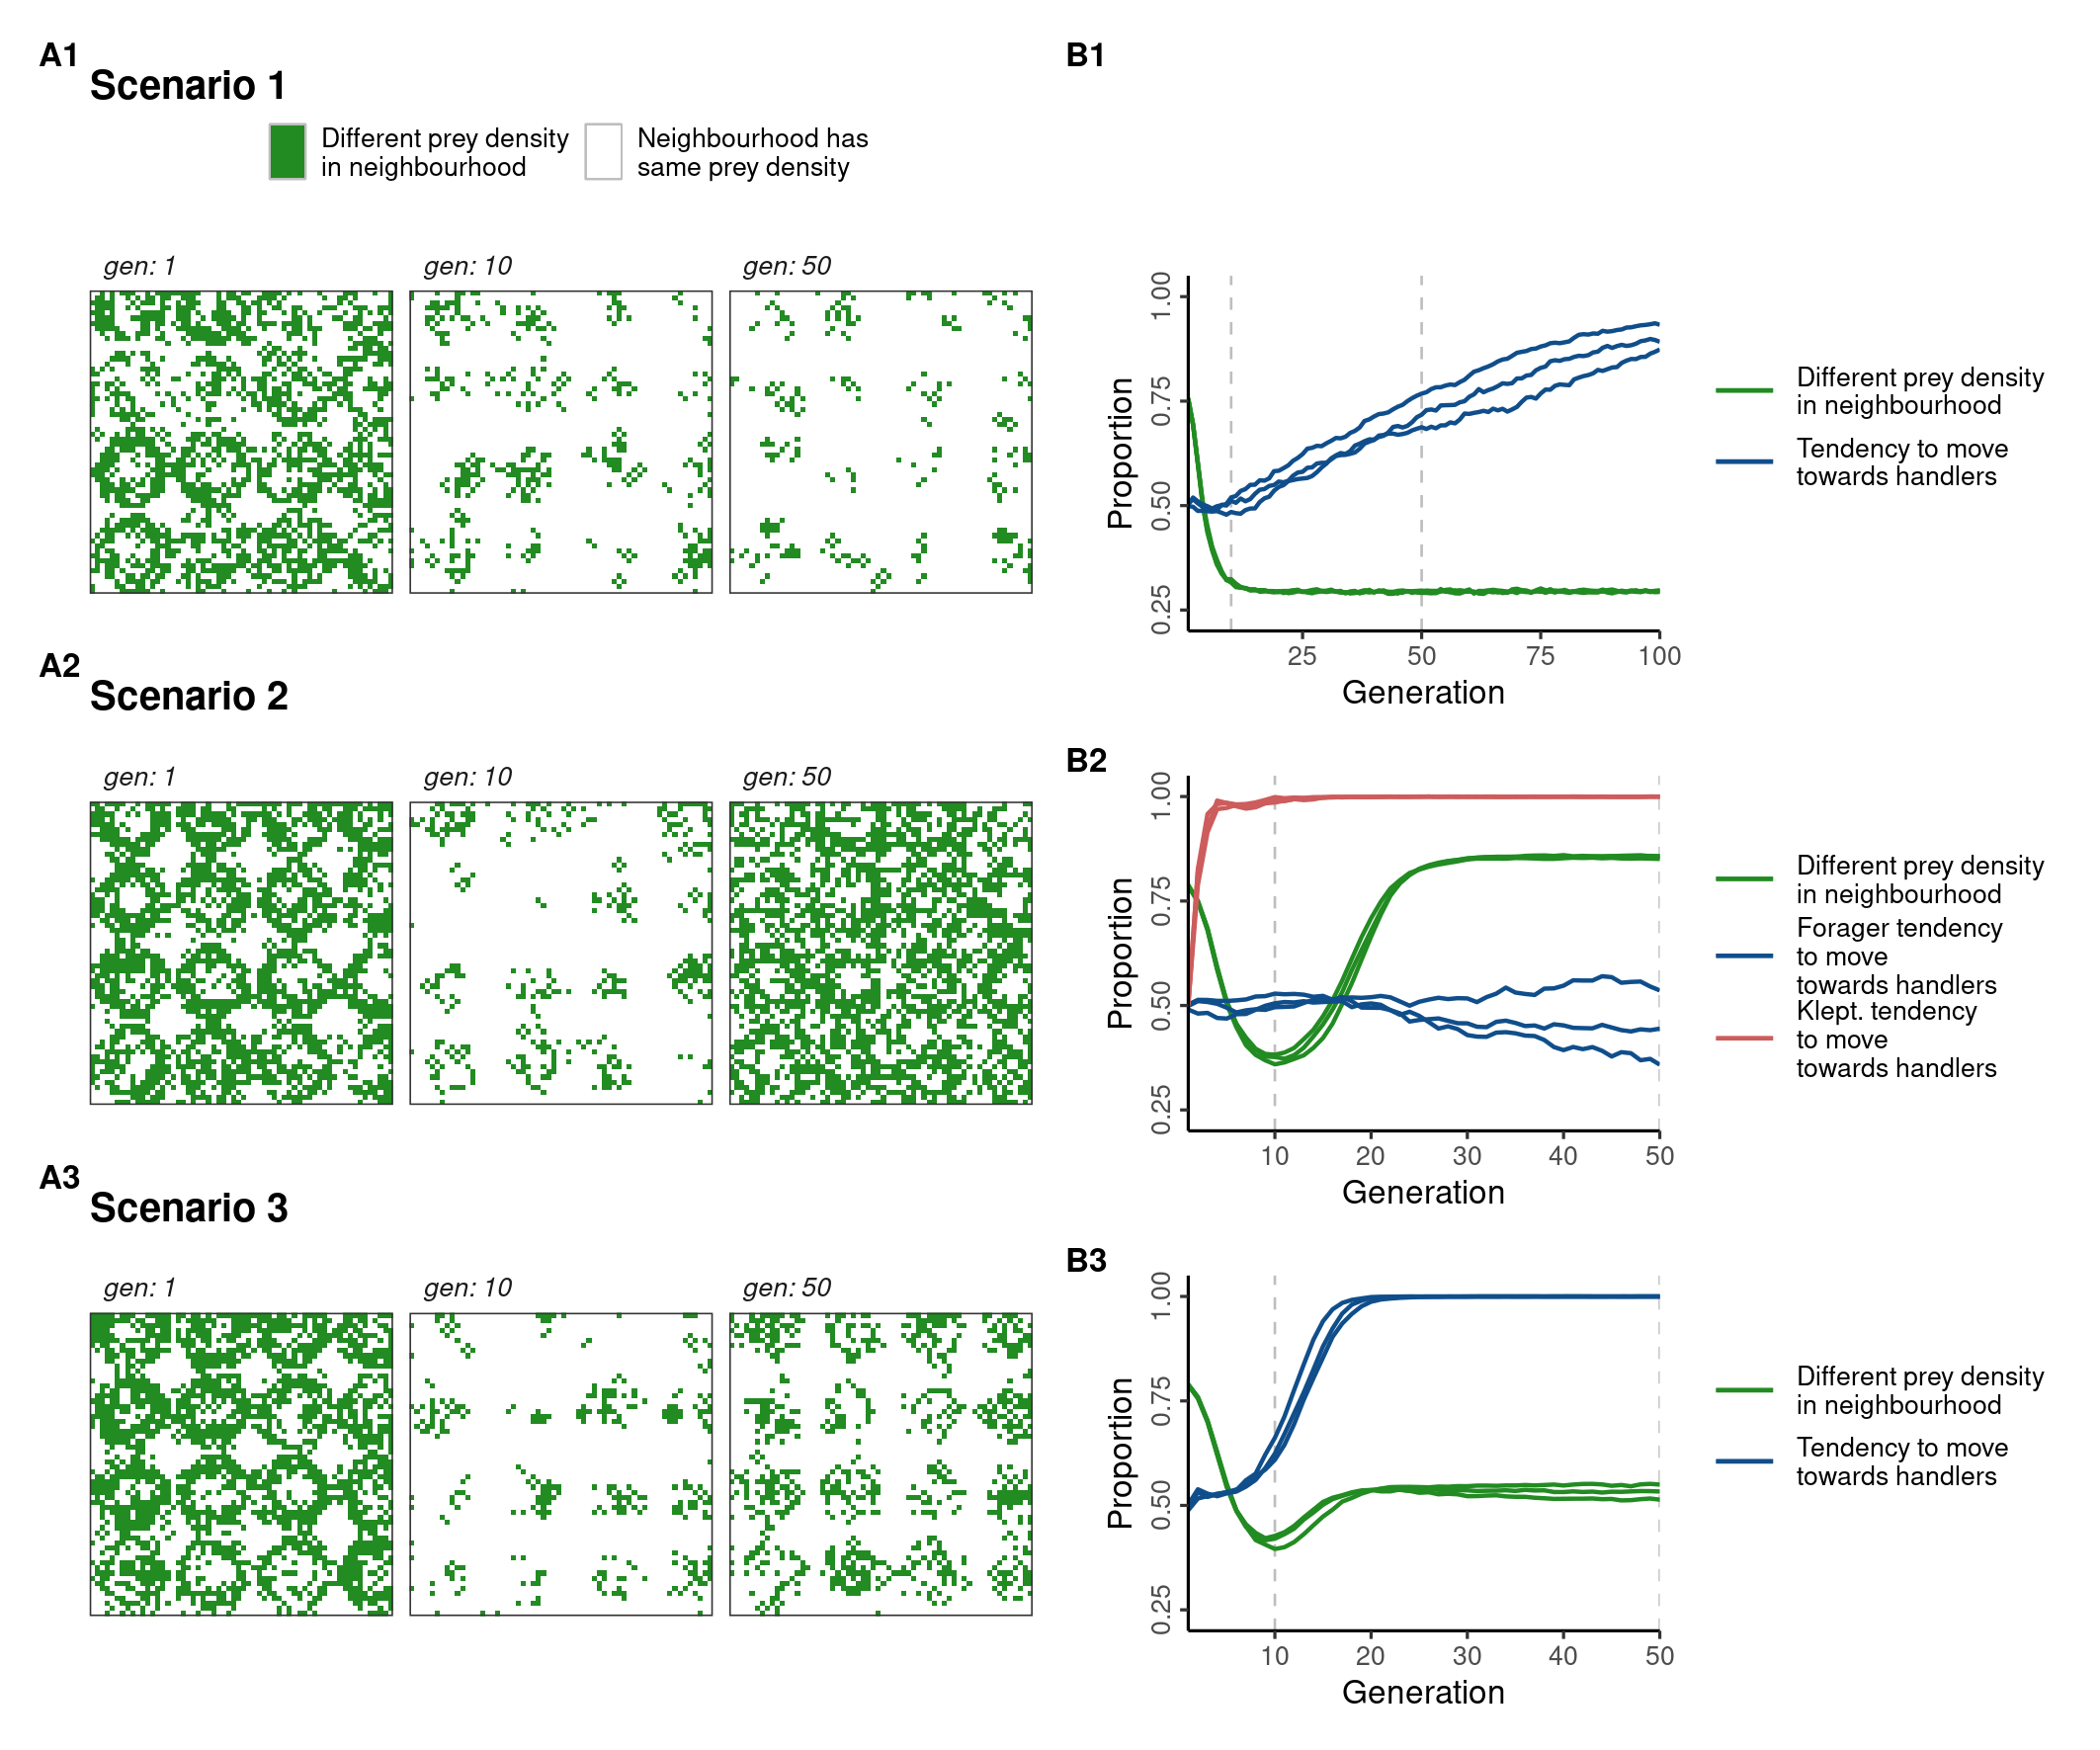 A1
Scenario 1
Different prey density
in neighbourhood
Neighbourhood has
same prey density
gen: 1
gen: 10
gen: 50
B1
1.00
0.75
0.50
0.25
Proportion
25
50
75
100
Generation
Different prey density
in neighbourhood
Tendency to move
towards handlers
A2
Scenario 2
gen: 1
gen: 10
gen: 50
B2
1.00
0.75
0.50
0.25
Proportion
10
20
30
40
50
Generation
Different prey density
in neighbourhood
Forager tendency
to move
towards handlers
Klept. tendency
to move
towards handlers
A3
Scenario 3
gen: 1
gen: 10
gen: 50
B3
1.00
0.75
0.50
0.25
Proportion
10
20
30
40
50
Generation
Different prey density
in neighbourhood
Tendency to move
towards handlers